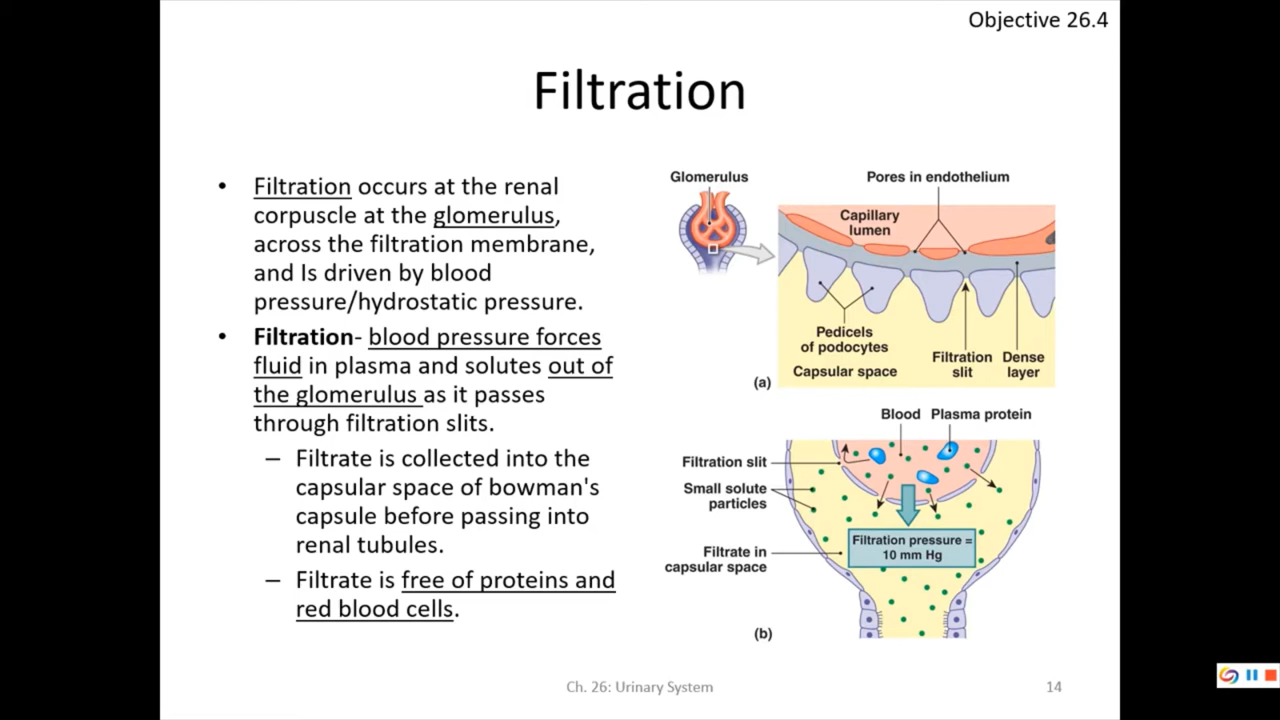 Objective 26.4
Filtration
• Filtration occurs at the renal
corpuscle at the glomerulus,
across the filtration membrane,
and Is driven by blood
pressure/hydrostatic pressure.
• Filtration- blood pressure forces
fluid in plasma and solutes out of
the glomerulus as it passes
through filtration slits.
– Filtrate is collected into the
capsular space of bowman's
capsule before passing into
renal tubules.
– Filtrate is free of proteins and
red blood cells.
Glomerulus
Pores in endothelium
Capillary
lumen
Pedicels
of podocytes
Filtration
slit
Dense
layer
Capsular space
(a)
Blood
Plasma protein
Filtration slit
Small solute
particles
Filtration pressure =
10 mm Hg
Filtrate in
capsular space
(b)
Ch. 26: Urinary System
14